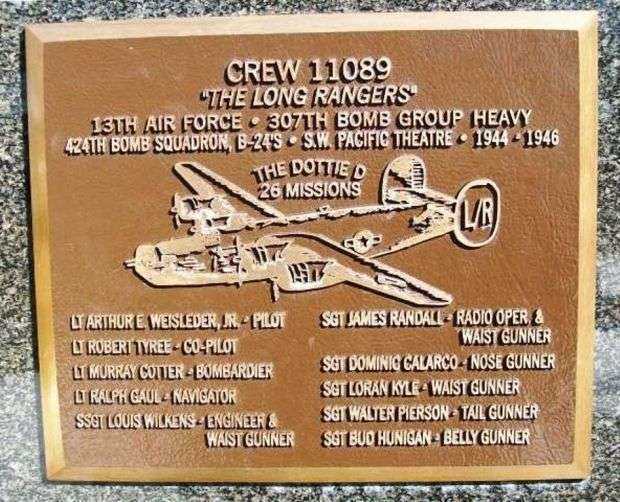 CREW 11089
"THE LONG RANGERS"
13TH AIR FORCE • 307TH BOMB GROUP HEAVY
424TH BOMB SQUADRON, B-24'S • S.W. PACIFIC THEATRE • 1944 - 1946
THE DOTTIE D
26 MISSIONS
L/R
LT ARTHUR E. WEISLEDER, JR. - PILOT
LT ROBERT TYREE - CO-PILOT
LT MURRAY COTTER - BOMBARDIER
LT RALPH GAUL - NAVIGATOR
SSGT LOUIS WILKENS - ENGINEER &
WAIST GUNNER
SGT JAMES RANDALL - RADIO OPER. &
WAIST GUNNER
SGT DOMINIC CALARCO - NOSE GUNNER
SGT LORAN KYLE - WAIST GUNNER
SGT WALTER PIERSON - TAIL GUNNER
SGT BUD HUNIGAN - BELLY GUNNER